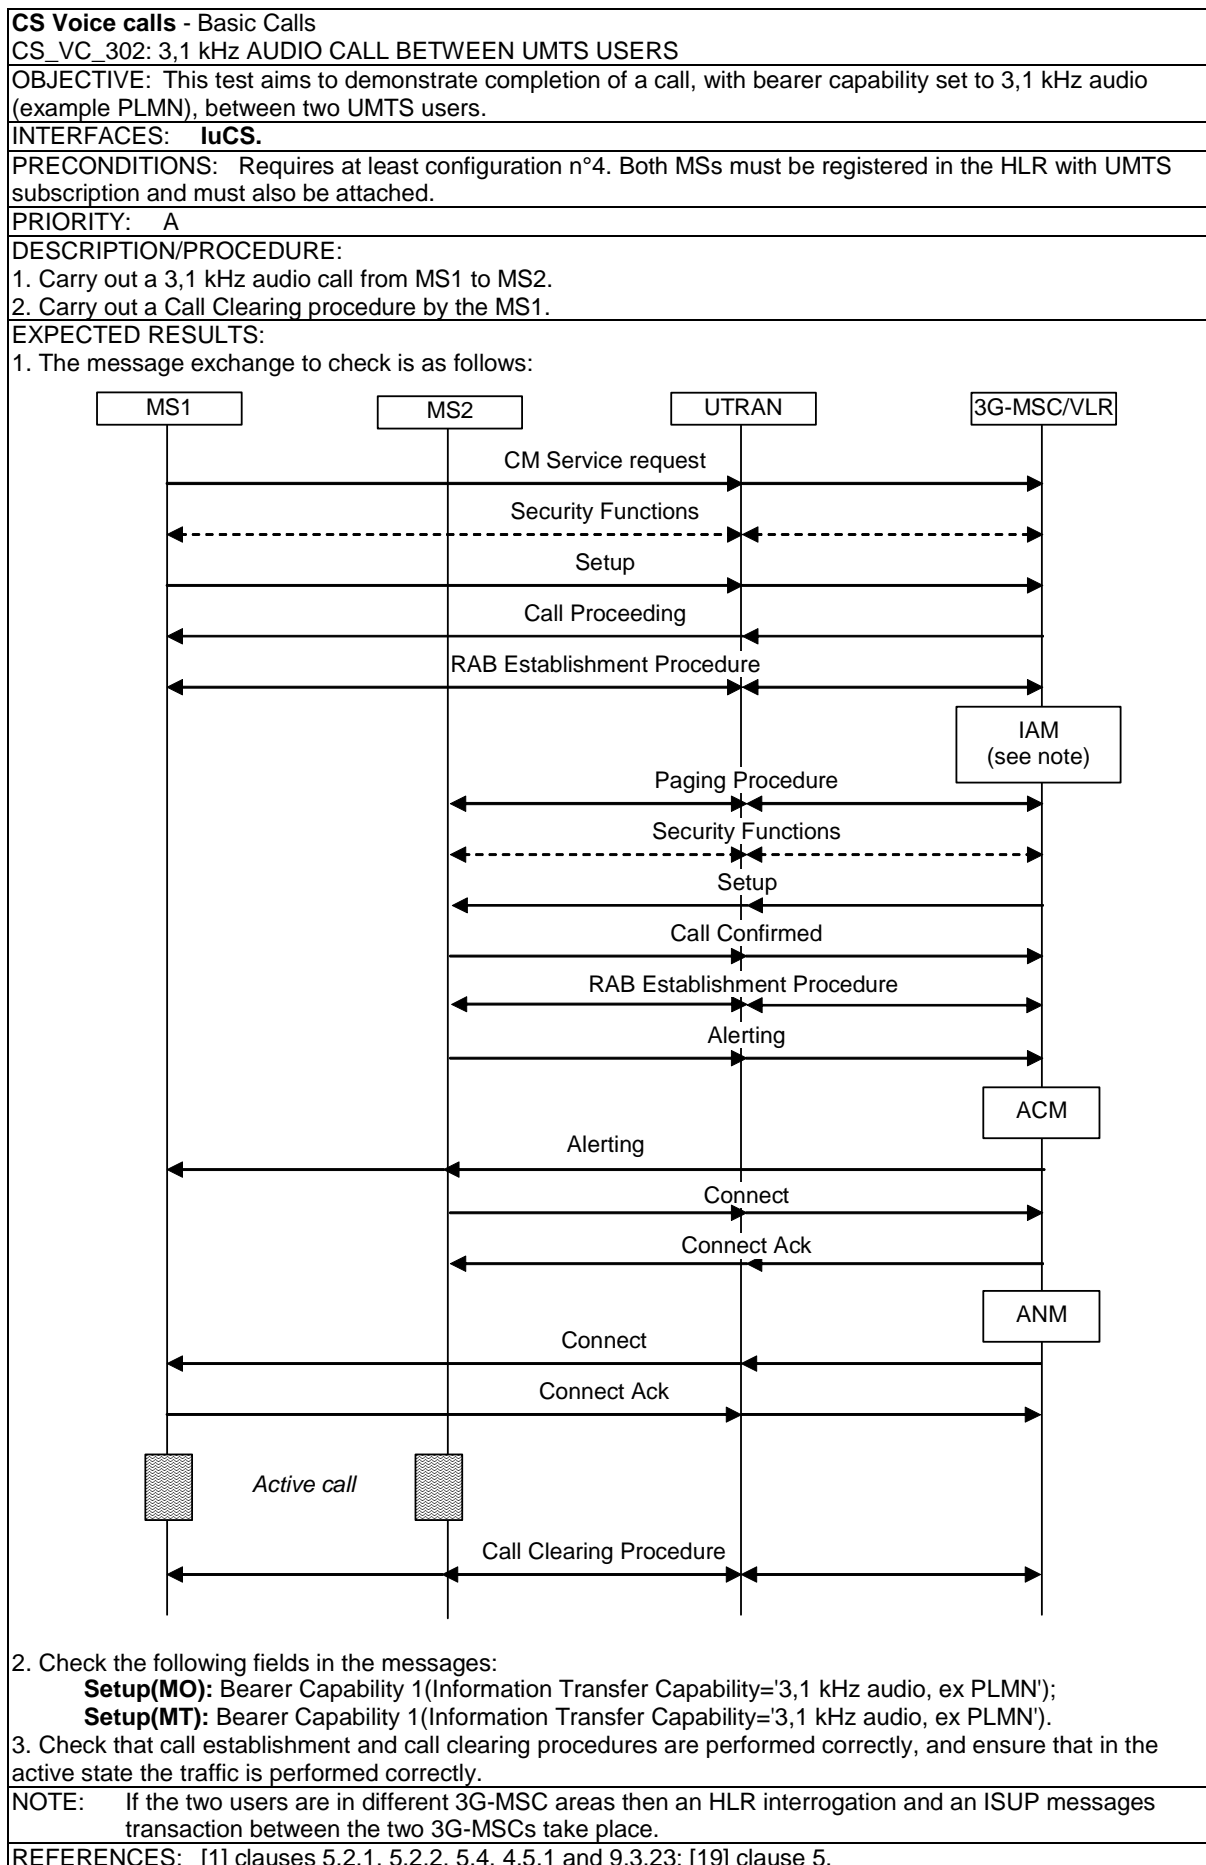 CS Voice calls - Basic Calls
CS_VC_302: 3,1 kHz AUDIO CALL BETWEEN UMTS USERS
OBJECTIVE: This test aims to demonstrate completion of a call, with bearer capability set to 3,1 kHz audio
(example PLMN), between two UMTS users.
INTERFACES: IuCS.
PRECONDITIONS: Requires at least configuration n°4. Both MSs must be registered in the HLR with UMTS
subscription and must also be attached.
PRIORITY: A
DESCRIPTION/PROCEDURE:
1. Carry out a 3,1 kHz audio call from MS1 to MS2.
2. Carry out a Call Clearing procedure by the MS1.
EXPECTED RESULTS:
1. The message exchange to check is as follows:
MS1 MS2 UTRAN 3G-MSC/VLR
CM Service request
Security Functions
Setup
Call Proceeding
RAB Establishment Procedure
IAM
(see note)
Paging Procedure
Security Functions
Setup
Call Confirmed
RAB Establishment Procedure
Alerting
ACM
Alerting
Connect
Connect Ack
ANM
Connect
Connect Ack
Active call
Call Clearing Procedure
2. Check the following fields in the messages:
Setup(MO): Bearer Capability 1(Information Transfer Capability='3,1 kHz audio, ex PLMN');
Setup(MT): Bearer Capability 1(Information Transfer Capability='3,1 kHz audio, ex PLMN').
3. Check that call establishment and call clearing procedures are performed correctly, and ensure that in the
active state the traffic is performed correctly.
NOTE: If the two users are in different 3G-MSC areas then an HLR interrogation and an ISUP messages
transaction between the two 3G-MSCs take place.
REFERENCES: [1] clauses 5.2.1, 5.2.2, 5.4, 4.5.1 and 9.3.23; [19] clause 5.